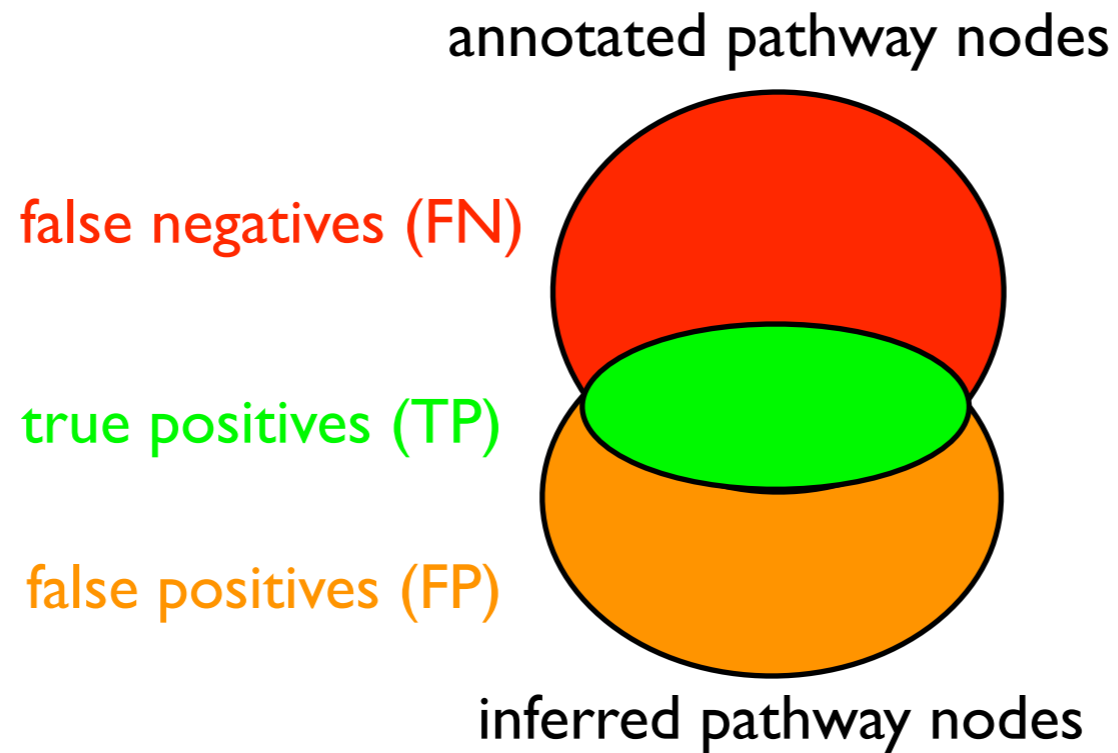 annotated pathway nodes
false negatives (FN)
true positives (TP)
false positives (FP)
inferred pathway nodes